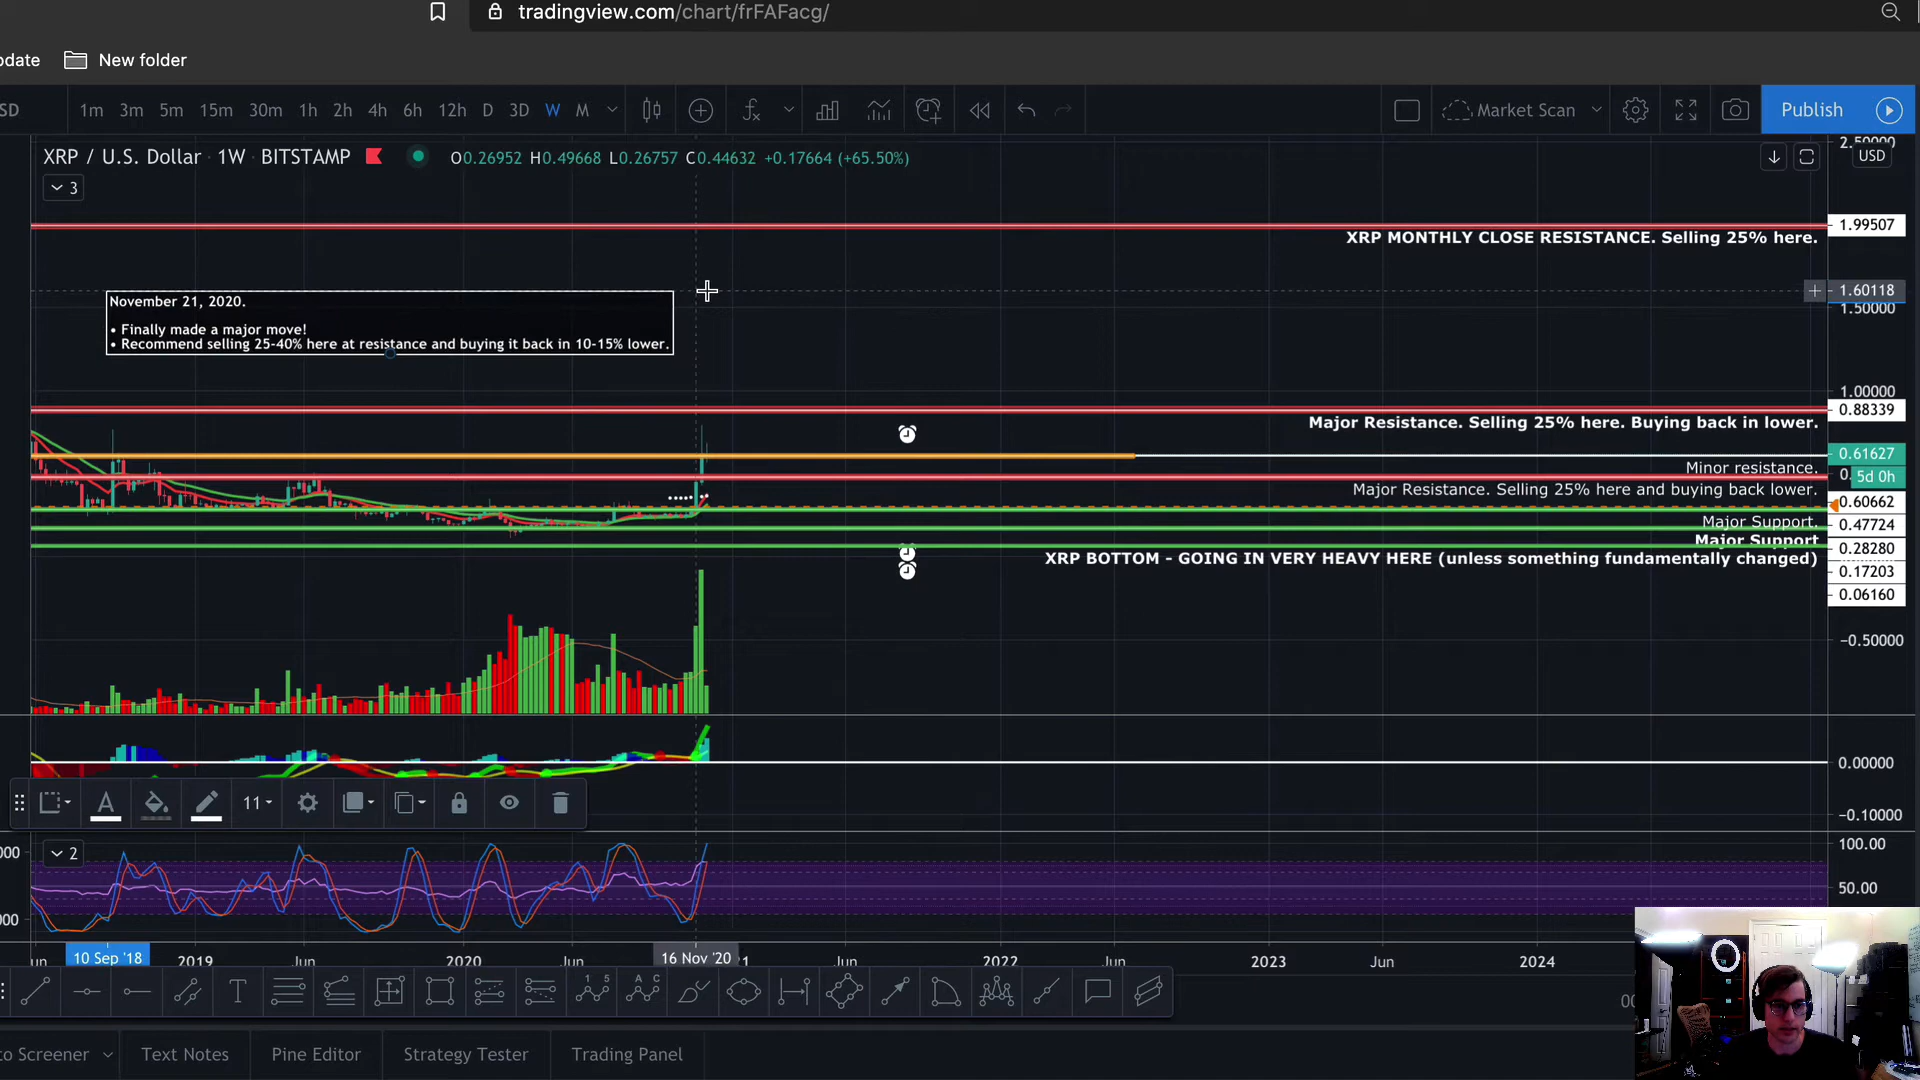 tradingview.com/chart/frFAFacg/
pdate New folder
SD 1m 3m 5m 15m 30m 1h 2h 4h 6h 12h D 3D W M Market Scan Publish
XRP / U.S. Dollar · 1W · BITSTAMP O0.26952 H0.49668 L0.26757 C0.44632 +0.17664 (+65.50%)
USD
3
1.99507
XRP MONTHLY CLOSE RESISTANCE. Selling 25% here.
1.60118
1.50000
November 21, 2020.
• Finally made a major move!
• Recommend selling 25-40% here at resistance and buying it back in 10-15% lower.
1.00000
0.88339
Major Resistance. Selling 25% here. Buying back in lower.
0.61627
Minor resistance.
5d 0h
Major Resistance. Selling 25% here and buying back lower.
0.60662
Major Support.
0.47724
Major Support
0.28280
XRP BOTTOM - GOING IN VERY HEAVY HERE (unless something fundamentally changed)
0.17203
0.06160
−0.50000
0.00000
11
−0.10000
000 2 100.00
50.00
000
un 10 Sep '18 2019 Jun 2020 Jun 16 Nov '20 1 Jun 2022 Jun 2023 Jun 2024
o Screener Text Notes Pine Editor Strategy Tester Trading Panel